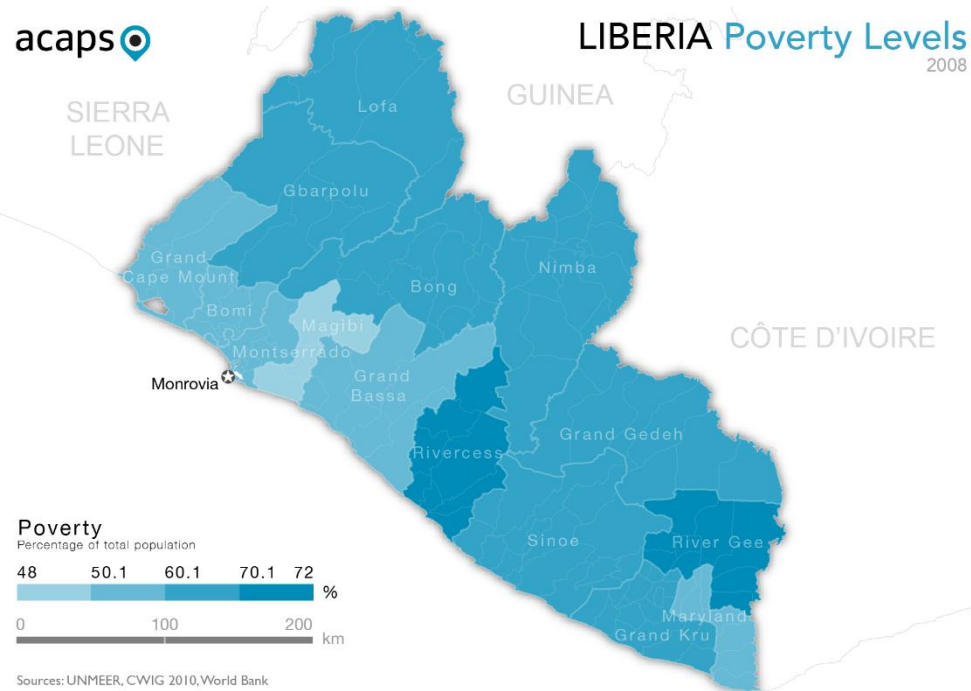 acaps
LIBERIA Poverty Levels
2008
SIERRA
LEONE
GUINEA
CÔTE D'IVOIRE
Lofa
Gbarpolu
Grand
Cape Mount
Bomi
Bong
Nimba
Magibi
Montserrado
Monrovia
Grand
Bassa
Rivercess
Grand Gedeh
Sinoe
River Gee
Maryland
Grand Kru
Poverty
Percentage of total population
48 50.1 60.1 70.1 72
%
0 100 200
km
Sources: UNMEER, CWIG 2010, World Bank